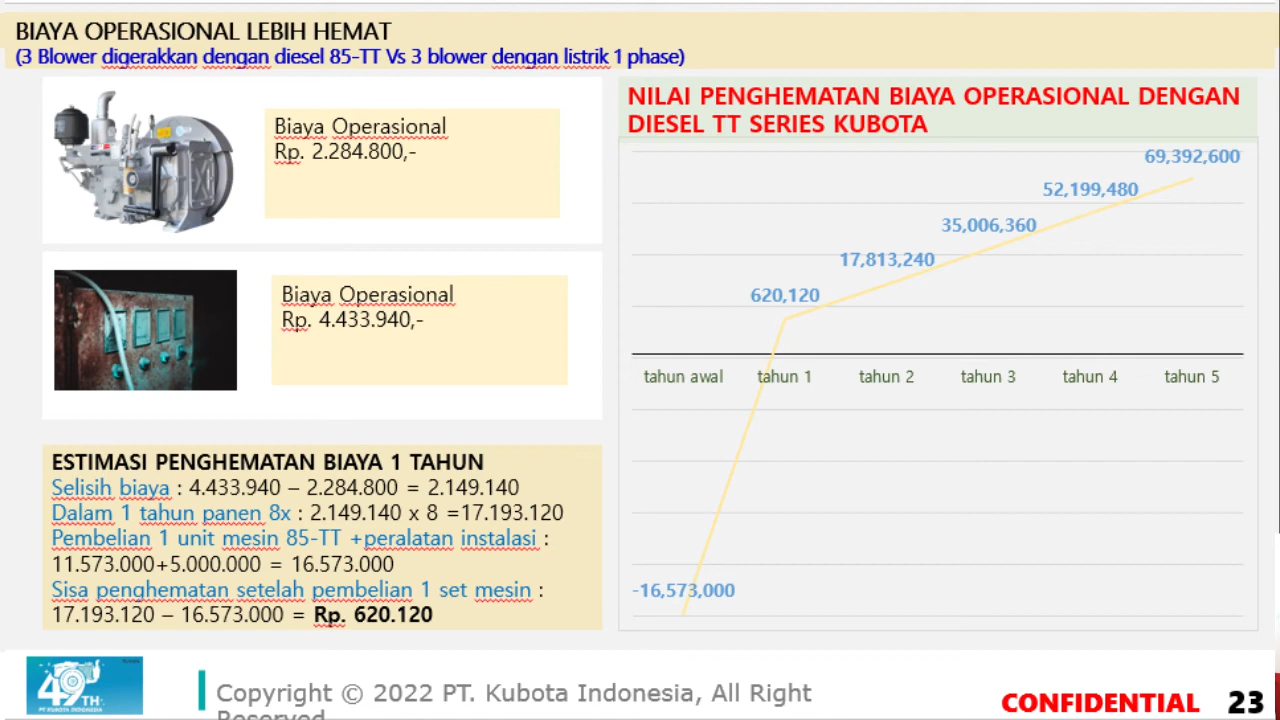 BIAYA OPERASIONAL LEBIH HEMAT
(3 Blower digerakkan dengan diesel 85-TT Vs 3 blower dengan listrik 1 phase)
Biaya Operasional
Rp. 2.284.800,-
Biaya Operasional
Rp. 4.433.940,-
ESTIMASI PENGHEMATAN BIAYA 1 TAHUN
Selisih biaya : 4.433.940 – 2.284.800 = 2.149.140
Dalam 1 tahun panen 8x : 2.149.140 x 8 =17.193.120
Pembelian 1 unit mesin 85-TT +peralatan instalasi :
11.573.000+5.000.000 = 16.573.000
Sisa penghematan setelah pembelian 1 set mesin :
17.193.120 – 16.573.000 = Rp. 620.120
NILAI PENGHEMATAN BIAYA OPERASIONAL DENGAN
DIESEL TT SERIES KUBOTA
69,392,600
52,199,480
35,006,360
17,813,240
620,120
tahun awal tahun 1 tahun 2 tahun 3 tahun 4 tahun 5
-16,573,000
49TH
PT KUBOTA INDONESIA
Copyright © 2022 PT. Kubota Indonesia, All Right
Reserved
CONFIDENTIAL 23